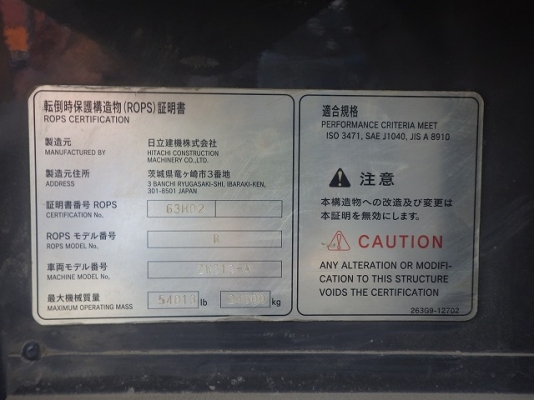 転倒時保護構造物(ROPS)証明書
ROPS CERTIFICATION
製造元 日立建機株式会社
MANUFACTURED BY HITACHI CONSTRUCTION
MACHINERY CO.,LTD.
製造元住所 茨城県竜ヶ崎市3番地
ADDRESS 3 BANCHI RYUGASAKI-SHI, IBARAKI-KEN,
301-8501 JAPAN
証明書番号 ROPS
CERTIFICATION No.
ROPS モデル番号
ROPS MODEL No.
車両モデル番号
MACHINE MODEL No.
最大機械質量 54010 lb kg
MAXIMUM OPERATING MASS
適合規格
PERFORMANCE CRITERIA MEET
ISO 3471, SAE J1040, JIS A 8910
注意
本構造物への改造及び変更は
本証明を無効にします。
CAUTION
ANY ALTERATION OR MODIFI-
CATION TO THIS STRUCTURE
VOIDS THE CERTIFICATION
263G9-12702